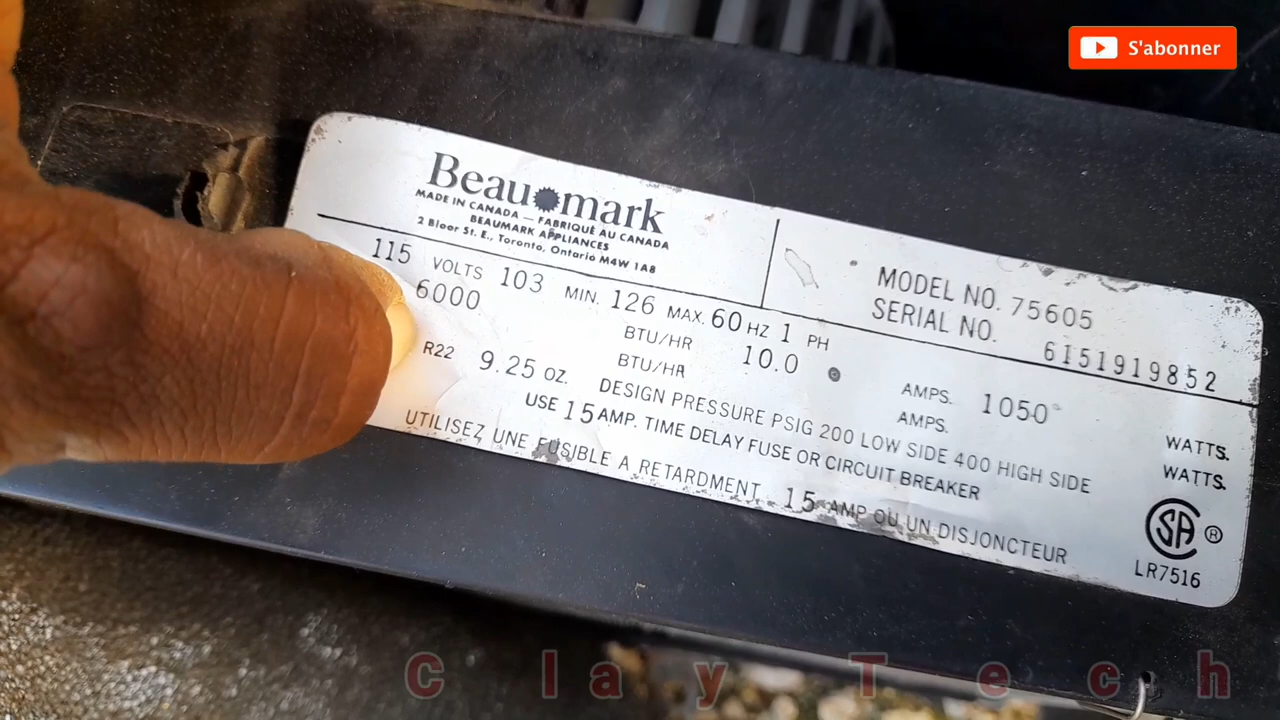 S'abonner
Beaumark
MADE IN CANADA — FABRIQUÉ AU CANADA
BEAUMARK APPLIANCES
2 Bloor St. E., Toronto, Ontario M4W 1A8
MODEL NO. 75605
SERIAL NO. 6151919852
115 VOLTS 103 MIN. 126 MAX. 60 HZ 1 PH
6000 BTU/HR 10.0 AMPS. 1050 WATTS.
BTU/HR AMPS. WATTS.
R22 9.25 OZ. DESIGN PRESSURE PSIG 200 LOW SIDE 400 HIGH SIDE
USE 15 AMP. TIME DELAY FUSE OR CIRCUIT BREAKER
UTILISEZ UNE FUSIBLE A RETARDMENT 15 AMP OU UN DISJONCTEUR
SA ®
LR7516
Clay Tech